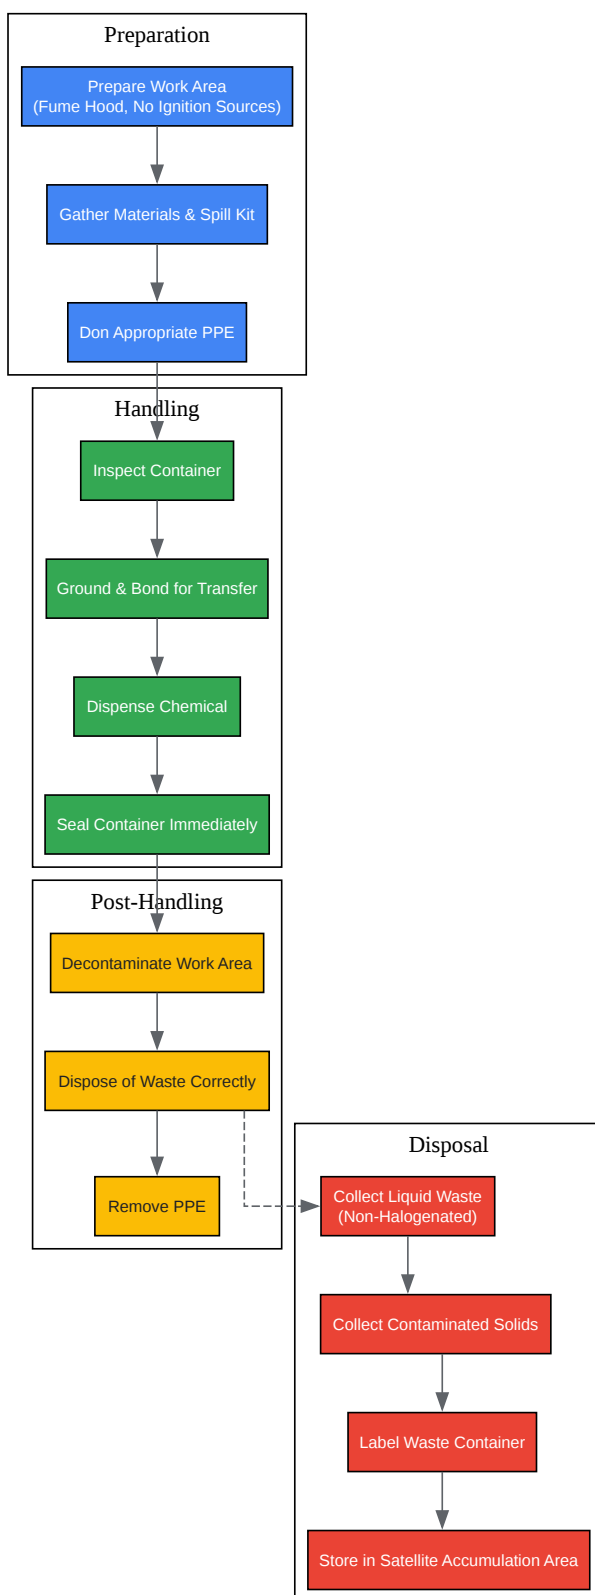 Preparation
Prepare Work Area
(Fume Hood, No Ignition Sources)
Gather Materials & Spill Kit
Don Appropriate PPE
Handling
Inspect Container
Ground & Bond for Transfer
Dispense Chemical
Seal Container Immediately
Post-Handling
Decontaminate Work Area
Dispose of Waste Correctly
Remove PPE
Disposal
Collect Liquid Waste
(Non-Halogenated)
Collect Contaminated Solids
Label Waste Container
Store in Satellite Accumulation Area